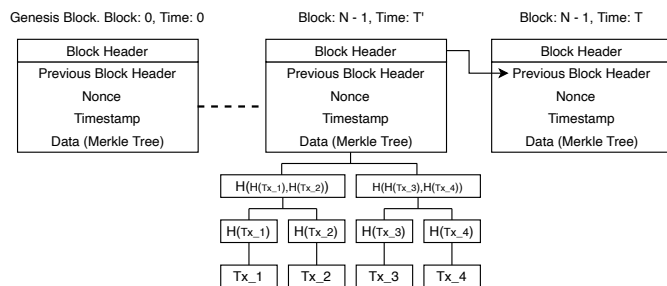 Genesis Block. Block: 0, Time: 0
Block: N - 1, Time: T'
Block: N - 1, Time: T
Block Header
Block Header
Block Header
Previous Block Header
Previous Block Header
Previous Block Header
Nonce
Nonce
Nonce
Timestamp
Timestamp
Timestamp
Data (Merkle Tree)
Data (Merkle Tree)
Data (Merkle Tree)
H(H(Tx_1),H(Tx_2))
H(H(Tx_3),H(Tx_4))
H(Tx_1)
H(Tx_2)
H(Tx_3)
H(Tx_4)
Tx_1
Tx_2
Tx_3
Tx_4